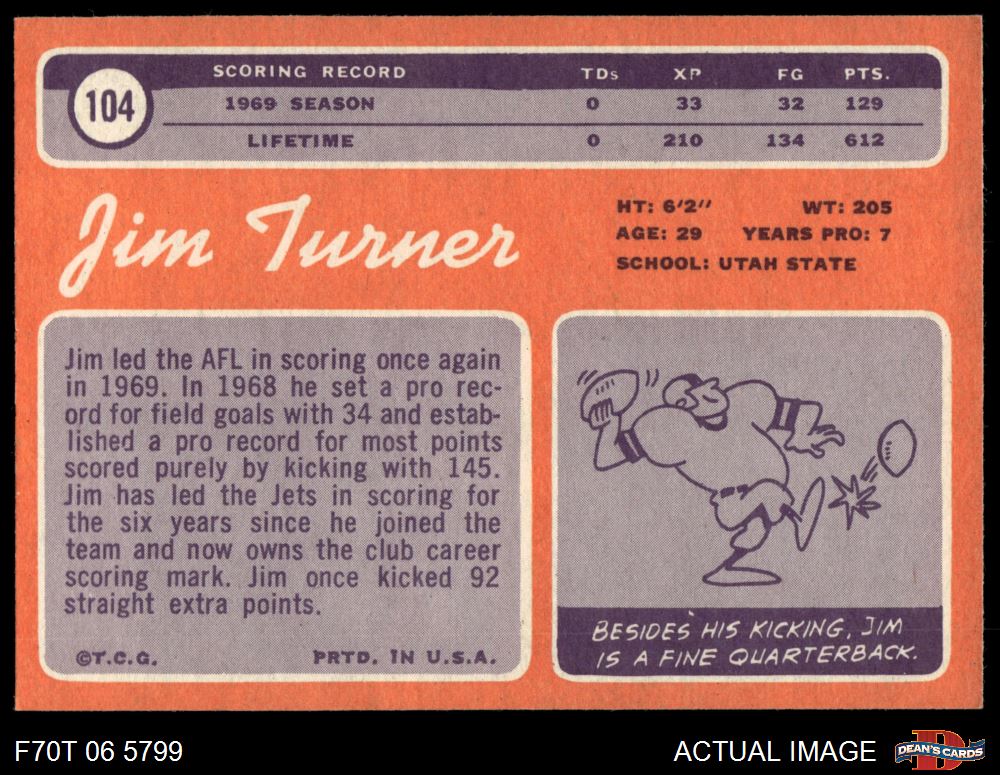 104
SCORING RECORD TDs XP FG PTS.
1969 SEASON 0 33 32 129
LIFETIME 0 210 134 612
Jim Turner
HT: 6'2" WT: 205
AGE: 29 YEARS PRO: 7
SCHOOL: UTAH STATE
Jim led the AFL in scoring once again
in 1969. In 1968 he set a pro rec-
ord for field goals with 34 and estab-
lished a pro record for most points
scored purely by kicking with 145.
Jim has led the Jets in scoring for
the six years since he joined the
team and now owns the club career
scoring mark. Jim once kicked 92
straight extra points.
©T.C.G. PRTD. IN U.S.A.
BESIDES HIS KICKING, JIM
IS A FINE QUARTERBACK.
F70T 06 5799 ACTUAL IMAGE
D
DEAN'S CARDS